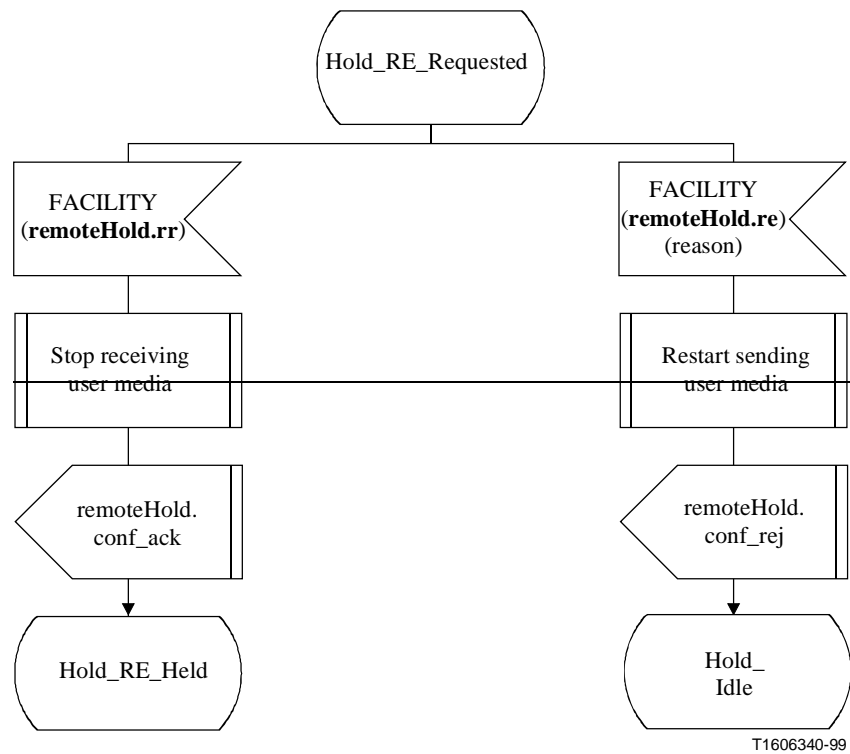 Hold_RE_Requested
FACILITY
(remoteHold.rr)
FACILITY
(remoteHold.re)
(reason)
Stop receiving
user media
Restart sending
user media
remoteHold.
conf_ack
remoteHold.
conf_rej
Hold_RE_Held
Hold_
Idle
T1606340-99